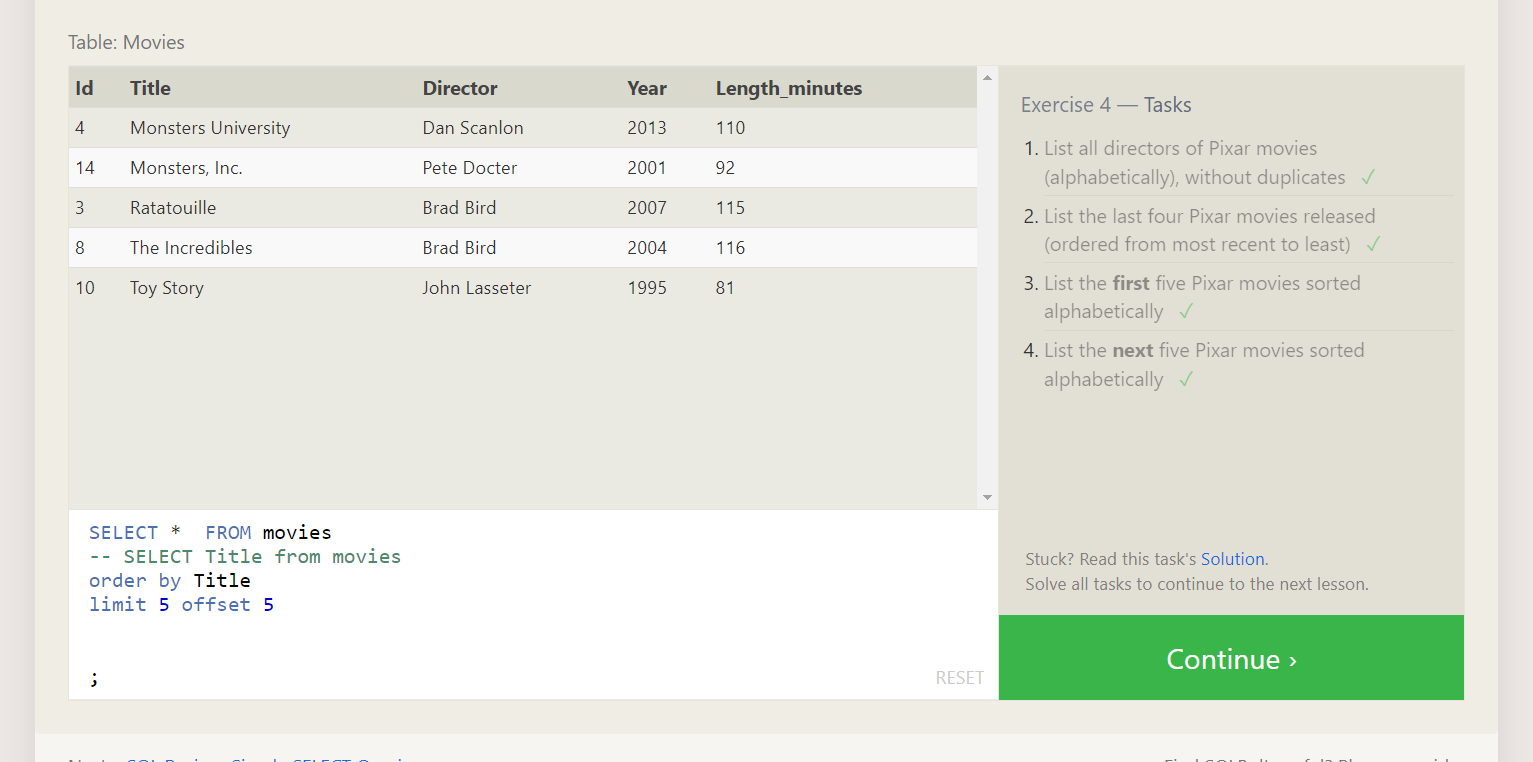 Table: Movies
Id Title Director Year Length_minutes
4 Monsters University Dan Scanlon 2013 110
14 Monsters, Inc. Pete Docter 2001 92
3 Ratatouille Brad Bird 2007 115
8 The Incredibles Brad Bird 2004 116
10 Toy Story John Lasseter 1995 81
SELECT *  FROM movies
-- SELECT Title from movies
order by Title
limit 5 offset 5
;
RESET
Exercise 4 — Tasks
1. List all directors of Pixar movies
(alphabetically), without duplicates ✓
2. List the last four Pixar movies released
(ordered from most recent to least) ✓
3. List the first five Pixar movies sorted
alphabetically ✓
4. List the next five Pixar movies sorted
alphabetically ✓
Stuck? Read this task's Solution.
Solve all tasks to continue to the next lesson.
Continue ›